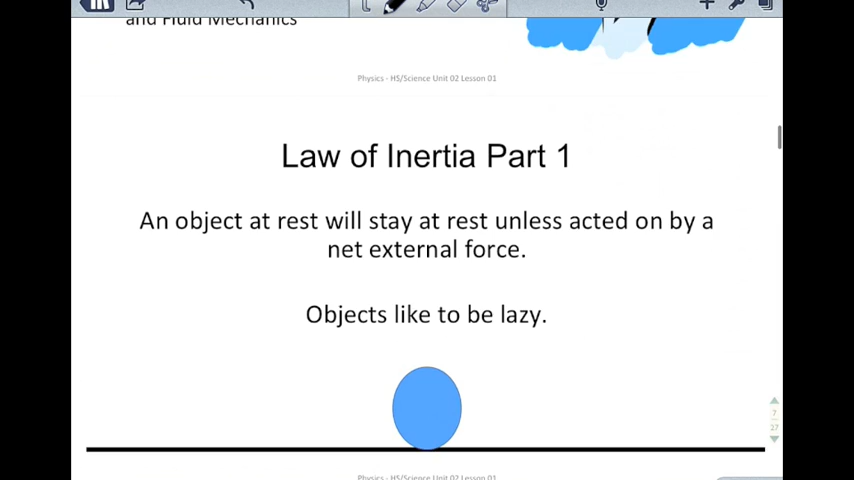 and Fluid Mechanics
Physics - HS/Science Unit 02 Lesson 01
Law of Inertia Part 1
An object at rest will stay at rest unless acted on by a
net external force.
Objects like to be lazy.
7
27
Physics - HS/Science Unit 02 Lesson 01